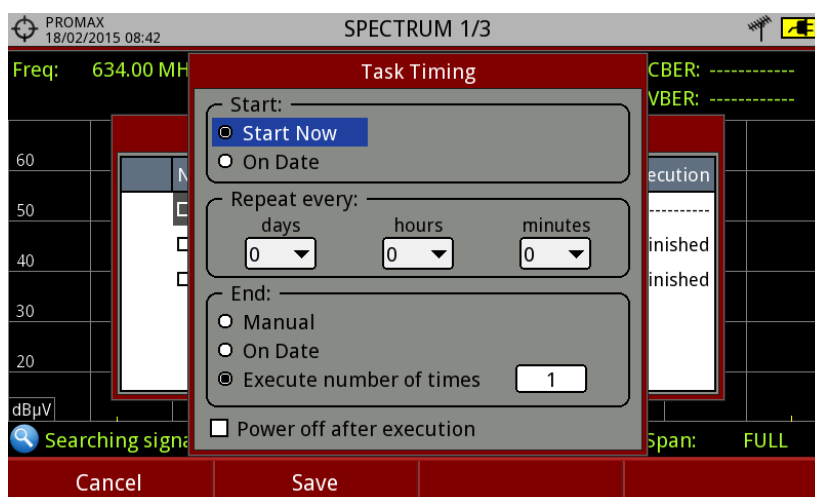 PROMAX
18/02/2015 08:42
SPECTRUM 1/3
Freq: 634.00 MH
CBER: -----------
VBER: -----------
Task Timing
Start:
Start Now
On Date
Repeat every:
days hours minutes
0 0 0
End:
Manual
On Date
Execute number of times 1
Power off after execution
N
ecution
----------
inished
inished
60
50
40
30
20
dBµV
Searching signa
Span: FULL
Cancel Save